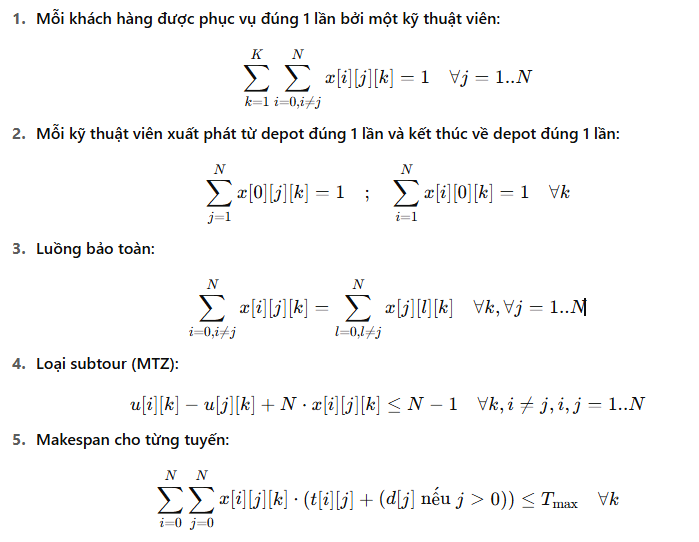 1. Mỗi khách hàng được phục vụ đúng 1 lần bởi một kỹ thuật viên:
$$\sum_{k=1}^{K} \sum_{i=0, i \neq j}^{N} x[i][j][k] = 1 \quad \forall j = 1..N$$
2. Mỗi kỹ thuật viên xuất phát từ depot đúng 1 lần và kết thúc về depot đúng 1 lần:
$$\sum_{j=1}^{N} x[0][j][k] = 1 \quad ; \quad \sum_{i=1}^{N} x[i][0][k] = 1 \quad \forall k$$
3. Luồng bảo toàn:
$$\sum_{i=0, i \neq j}^{N} x[i][j][k] = \sum_{l=0, l \neq j}^{N} x[j][l][k] \quad \forall k, \forall j = 1..N$$
4. Loại subtour (MTZ):
$$u[i][k] - u[j][k] + N \cdot x[i][j][k] \leq N - 1 \quad \forall k, i \neq j, i, j = 1..N$$
5. Makespan cho từng tuyến:
$$\sum_{i=0}^{N} \sum_{j=0}^{N} x[i][j][k] \cdot (t[i][j] + (d[j] \text{ nếu } j > 0)) \leq T_{\max} \quad \forall k$$